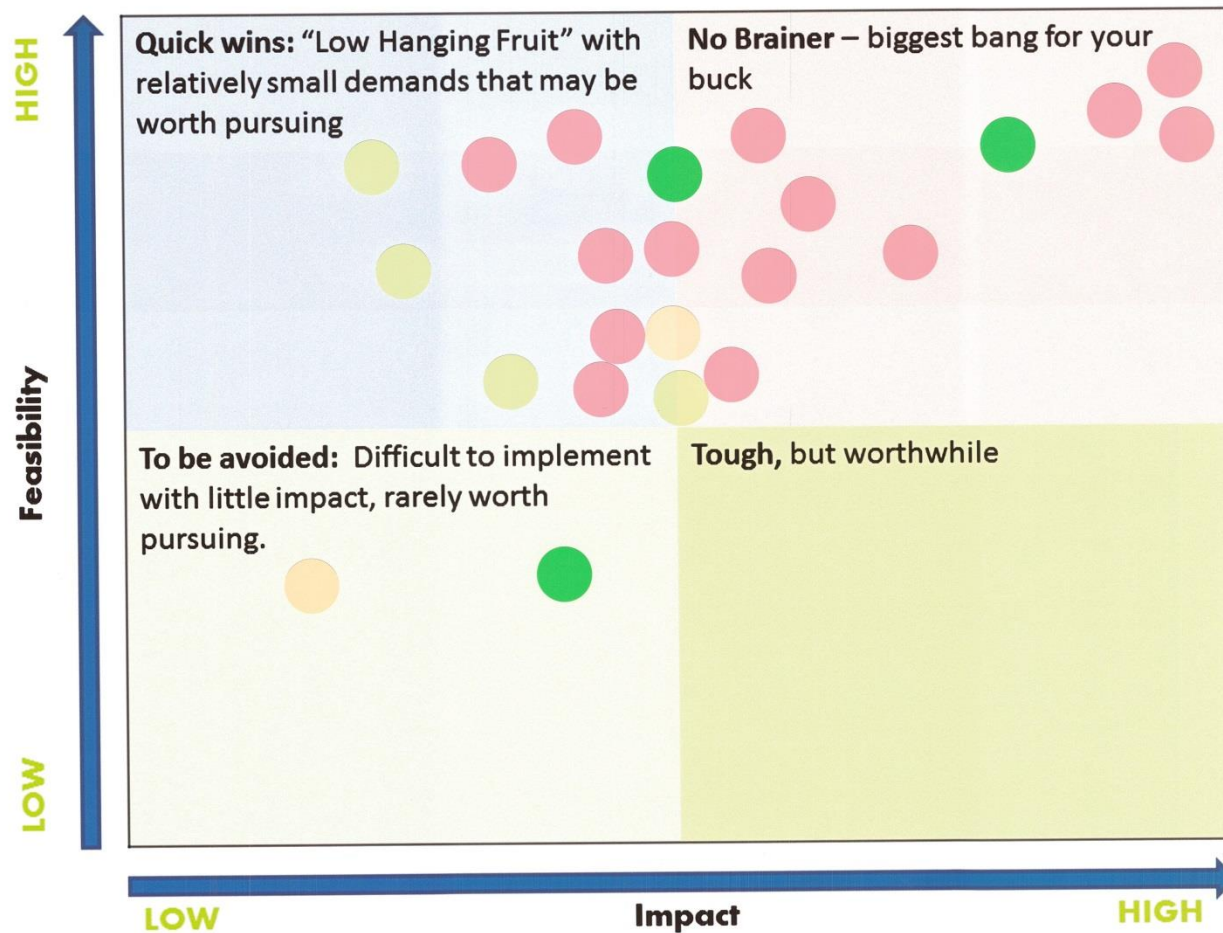 HIGH
Quick wins: “Low Hanging Fruit” with
relatively small demands that may be
worth pursuing
No Brainer – biggest bang for your
buck
Feasibility
To be avoided:  Difficult to implement
with little impact, rarely worth
pursuing.
Tough, but worthwhile
LOW
LOW
Impact
HIGH